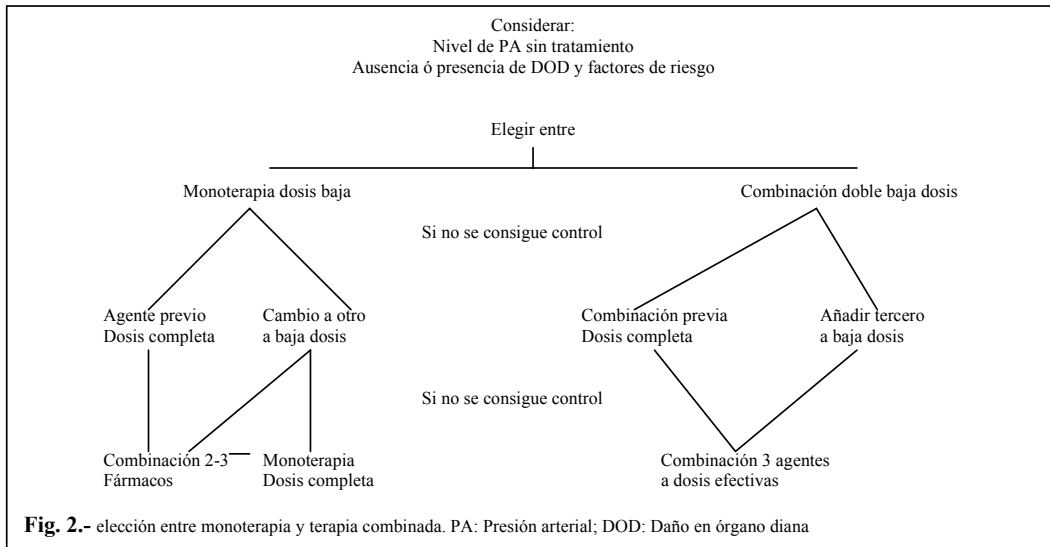 Considerar:
Nivel de PA sin tratamiento
Ausencia ó presencia de DOD y factores de riesgo
Elegir entre
Monoterapia dosis baja
Combinación doble baja dosis
Si no se consigue control
Agente previo
Dosis completa
Cambio a otro
a baja dosis
Combinación previa
Dosis completa
Añadir tercero
a baja dosis
Si no se consigue control
Combinación 2-3
Fármacos
Monoterapia
Dosis completa
Combinación 3 agentes
a dosis efectivas
Fig. 2.- elección entre monoterapia y terapia combinada. PA: Presión arterial; DOD: Daño en órgano diana